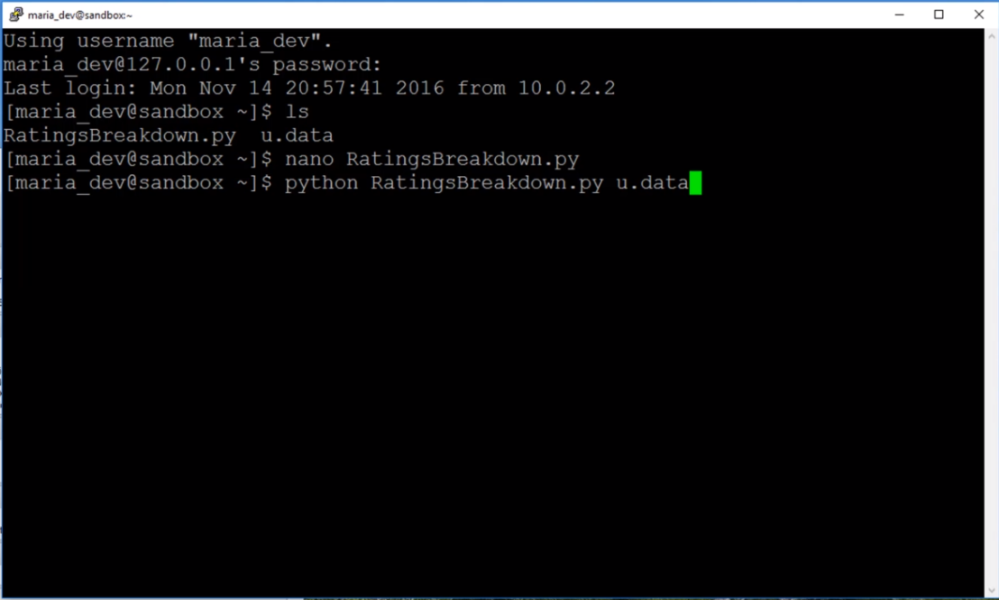 maria_dev@sandbox:~
Using username "maria_dev".
maria_dev@127.0.0.1's password:
Last login: Mon Nov 14 20:57:41 2016 from 10.0.2.2
[maria_dev@sandbox ~]$ ls
RatingsBreakdown.py  u.data
[maria_dev@sandbox ~]$ nano RatingsBreakdown.py
[maria_dev@sandbox ~]$ python RatingsBreakdown.py u.data